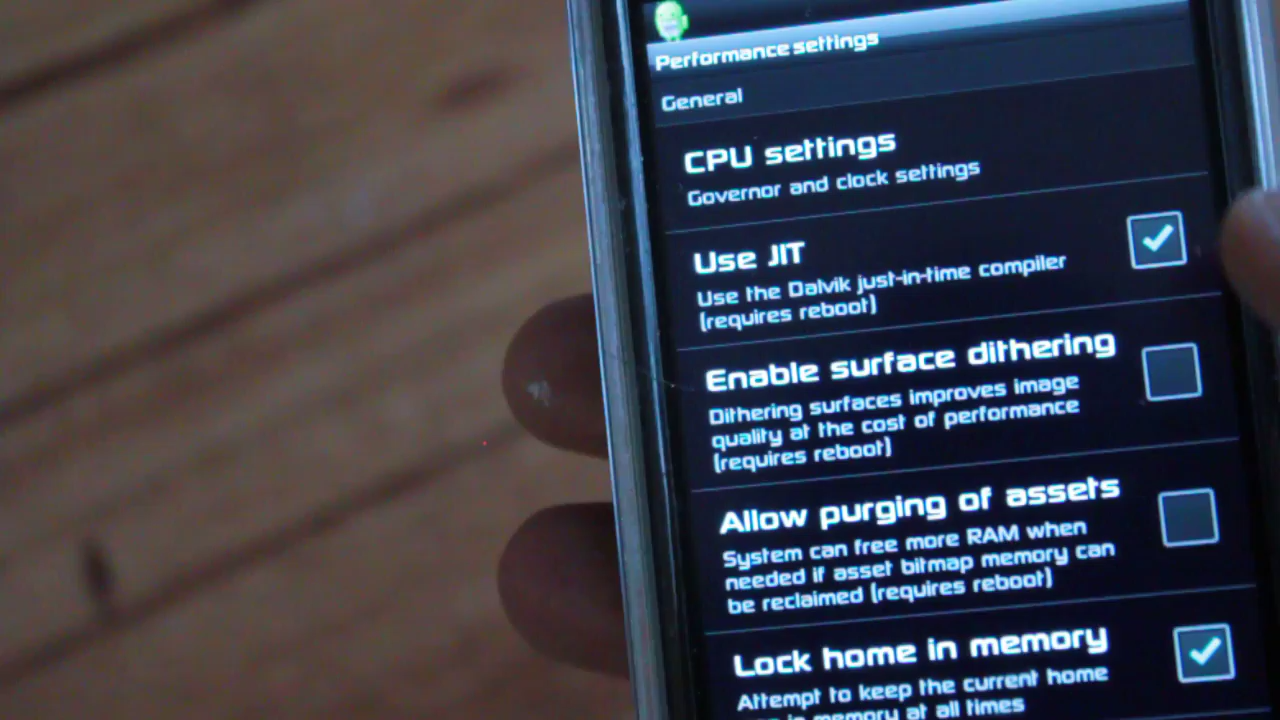 Performance settings
General
CPU settings
Governor and clock settings
Use JIT
Use the Dalvik just-in-time compiler
(requires reboot)
Enable surface dithering
Dithering surfaces improves image
quality at the cost of performance
(requires reboot)
Allow purging of assets
System can free more RAM when
needed if asset bitmap memory can
be reclaimed (requires reboot)
Lock home in memory
Attempt to keep the current home
in memory at all times